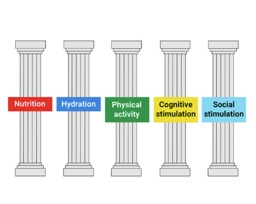 Nutrition
Hydration
Physical
activity
Cognitive
stimulation
Social
stimulation